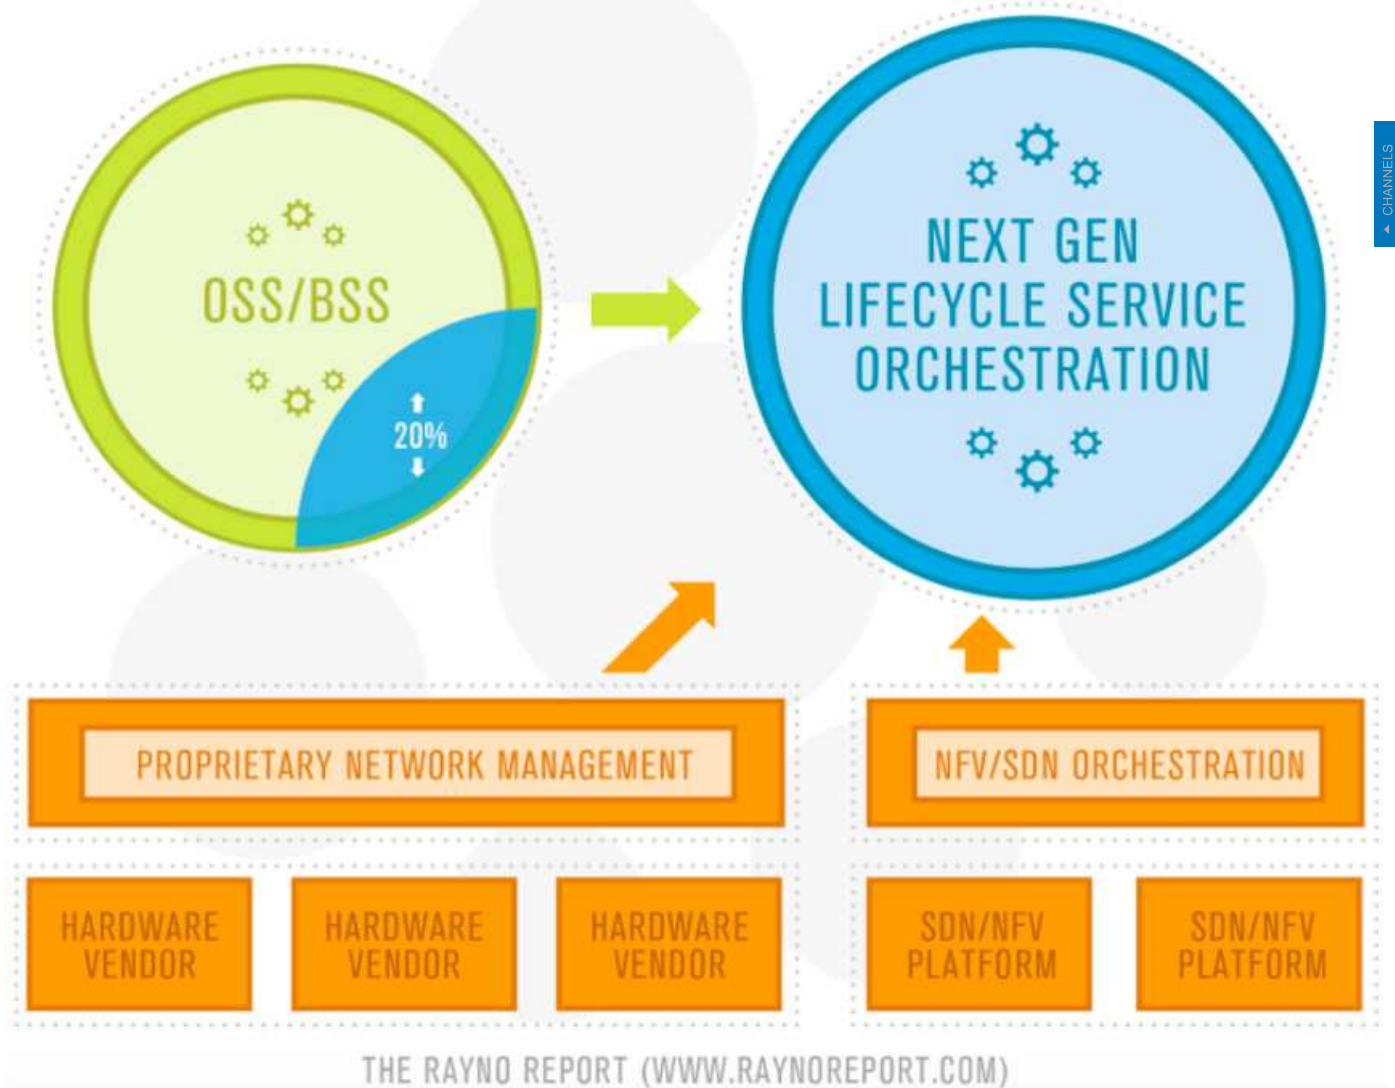 OSS/BSS
20%
NEXT GEN
LIFECYCLE SERVICE
ORCHESTRATION
CHANNELS
PROPRIETARY NETWORK MANAGEMENT
NFV/SDN ORCHESTRATION
HARDWARE
VENDOR
HARDWARE
VENDOR
HARDWARE
VENDOR
SDN/NFV
PLATFORM
SDN/NFV
PLATFORM
THE RAYNO REPORT (WWW.RAYNOREPORT.COM)